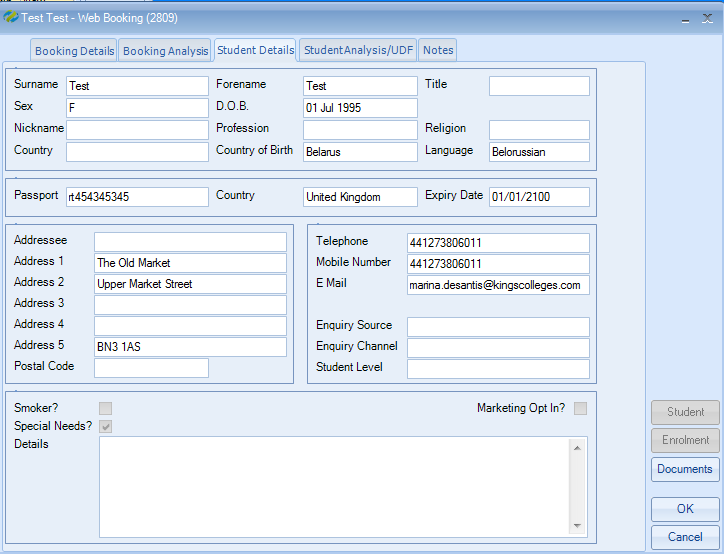 Test Test - Web Booking (2809)
Booking Details Booking Analysis Student Details StudentAnalysis/UDF Notes
Surname Test Forename Test Title
Sex F D.O.B. 01 Jul 1995
Nickname Profession Religion
Country Country of Birth Belarus Language Belorussian
Passport rt454345345 Country United Kingdom Expiry Date 01/01/2100
Addressee
Address 1 The Old Market
Address 2 Upper Market Street
Address 3
Address 4
Address 5 BN3 1AS
Postal Code
Telephone 441273806011
Mobile Number 441273806011
E Mail marina.desantis@kingscolleges.com
Enquiry Source
Enquiry Channel
Student Level
Smoker? Marketing Opt In?
Special Needs?
Details
Student
Enrolment
Documents
OK
Cancel